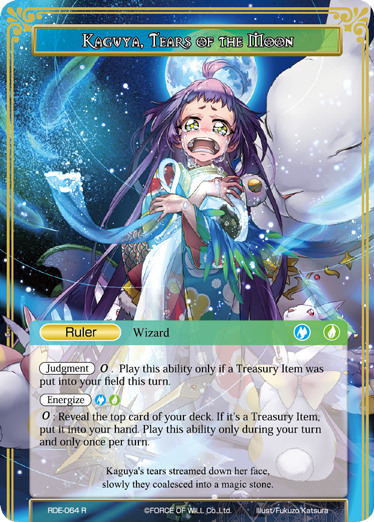 Kaguya, Tears of the Moon
Ruler Wizard
Judgment O. Play this ability only if a Treasury Item was
put into your field this turn.
Energize
O: Reveal the top card of your deck. If it's a Treasury Item,
put it into your hand. Play this ability only during your turn
and only once per turn.
Kaguya's tears streamed down her face,
slowly they coalesced into a magic stone.
RDE-064 R ©FORCE OF WILL Co.,Ltd. Illust/Fukuzo Katsura